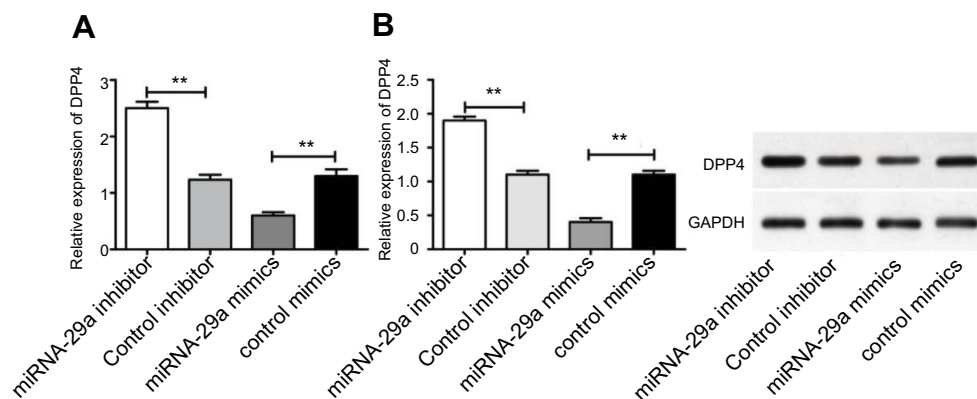 A
Relative expression of DPP4
3
2
1
0
**
**
miRNA-29a inhibitor
Control inhibitor
miRNA-29a mimics
control mimics
B
Relative expression of DPP4
2.5
2.0
1.5
1.0
0.5
0
**
**
miRNA-29a inhibitor
Control inhibitor
miRNA-29a mimics
control mimics
DPP4
GAPDH
miRNA-29a inhibitor
Control inhibitor
miRNA-29a mimics
control mimics